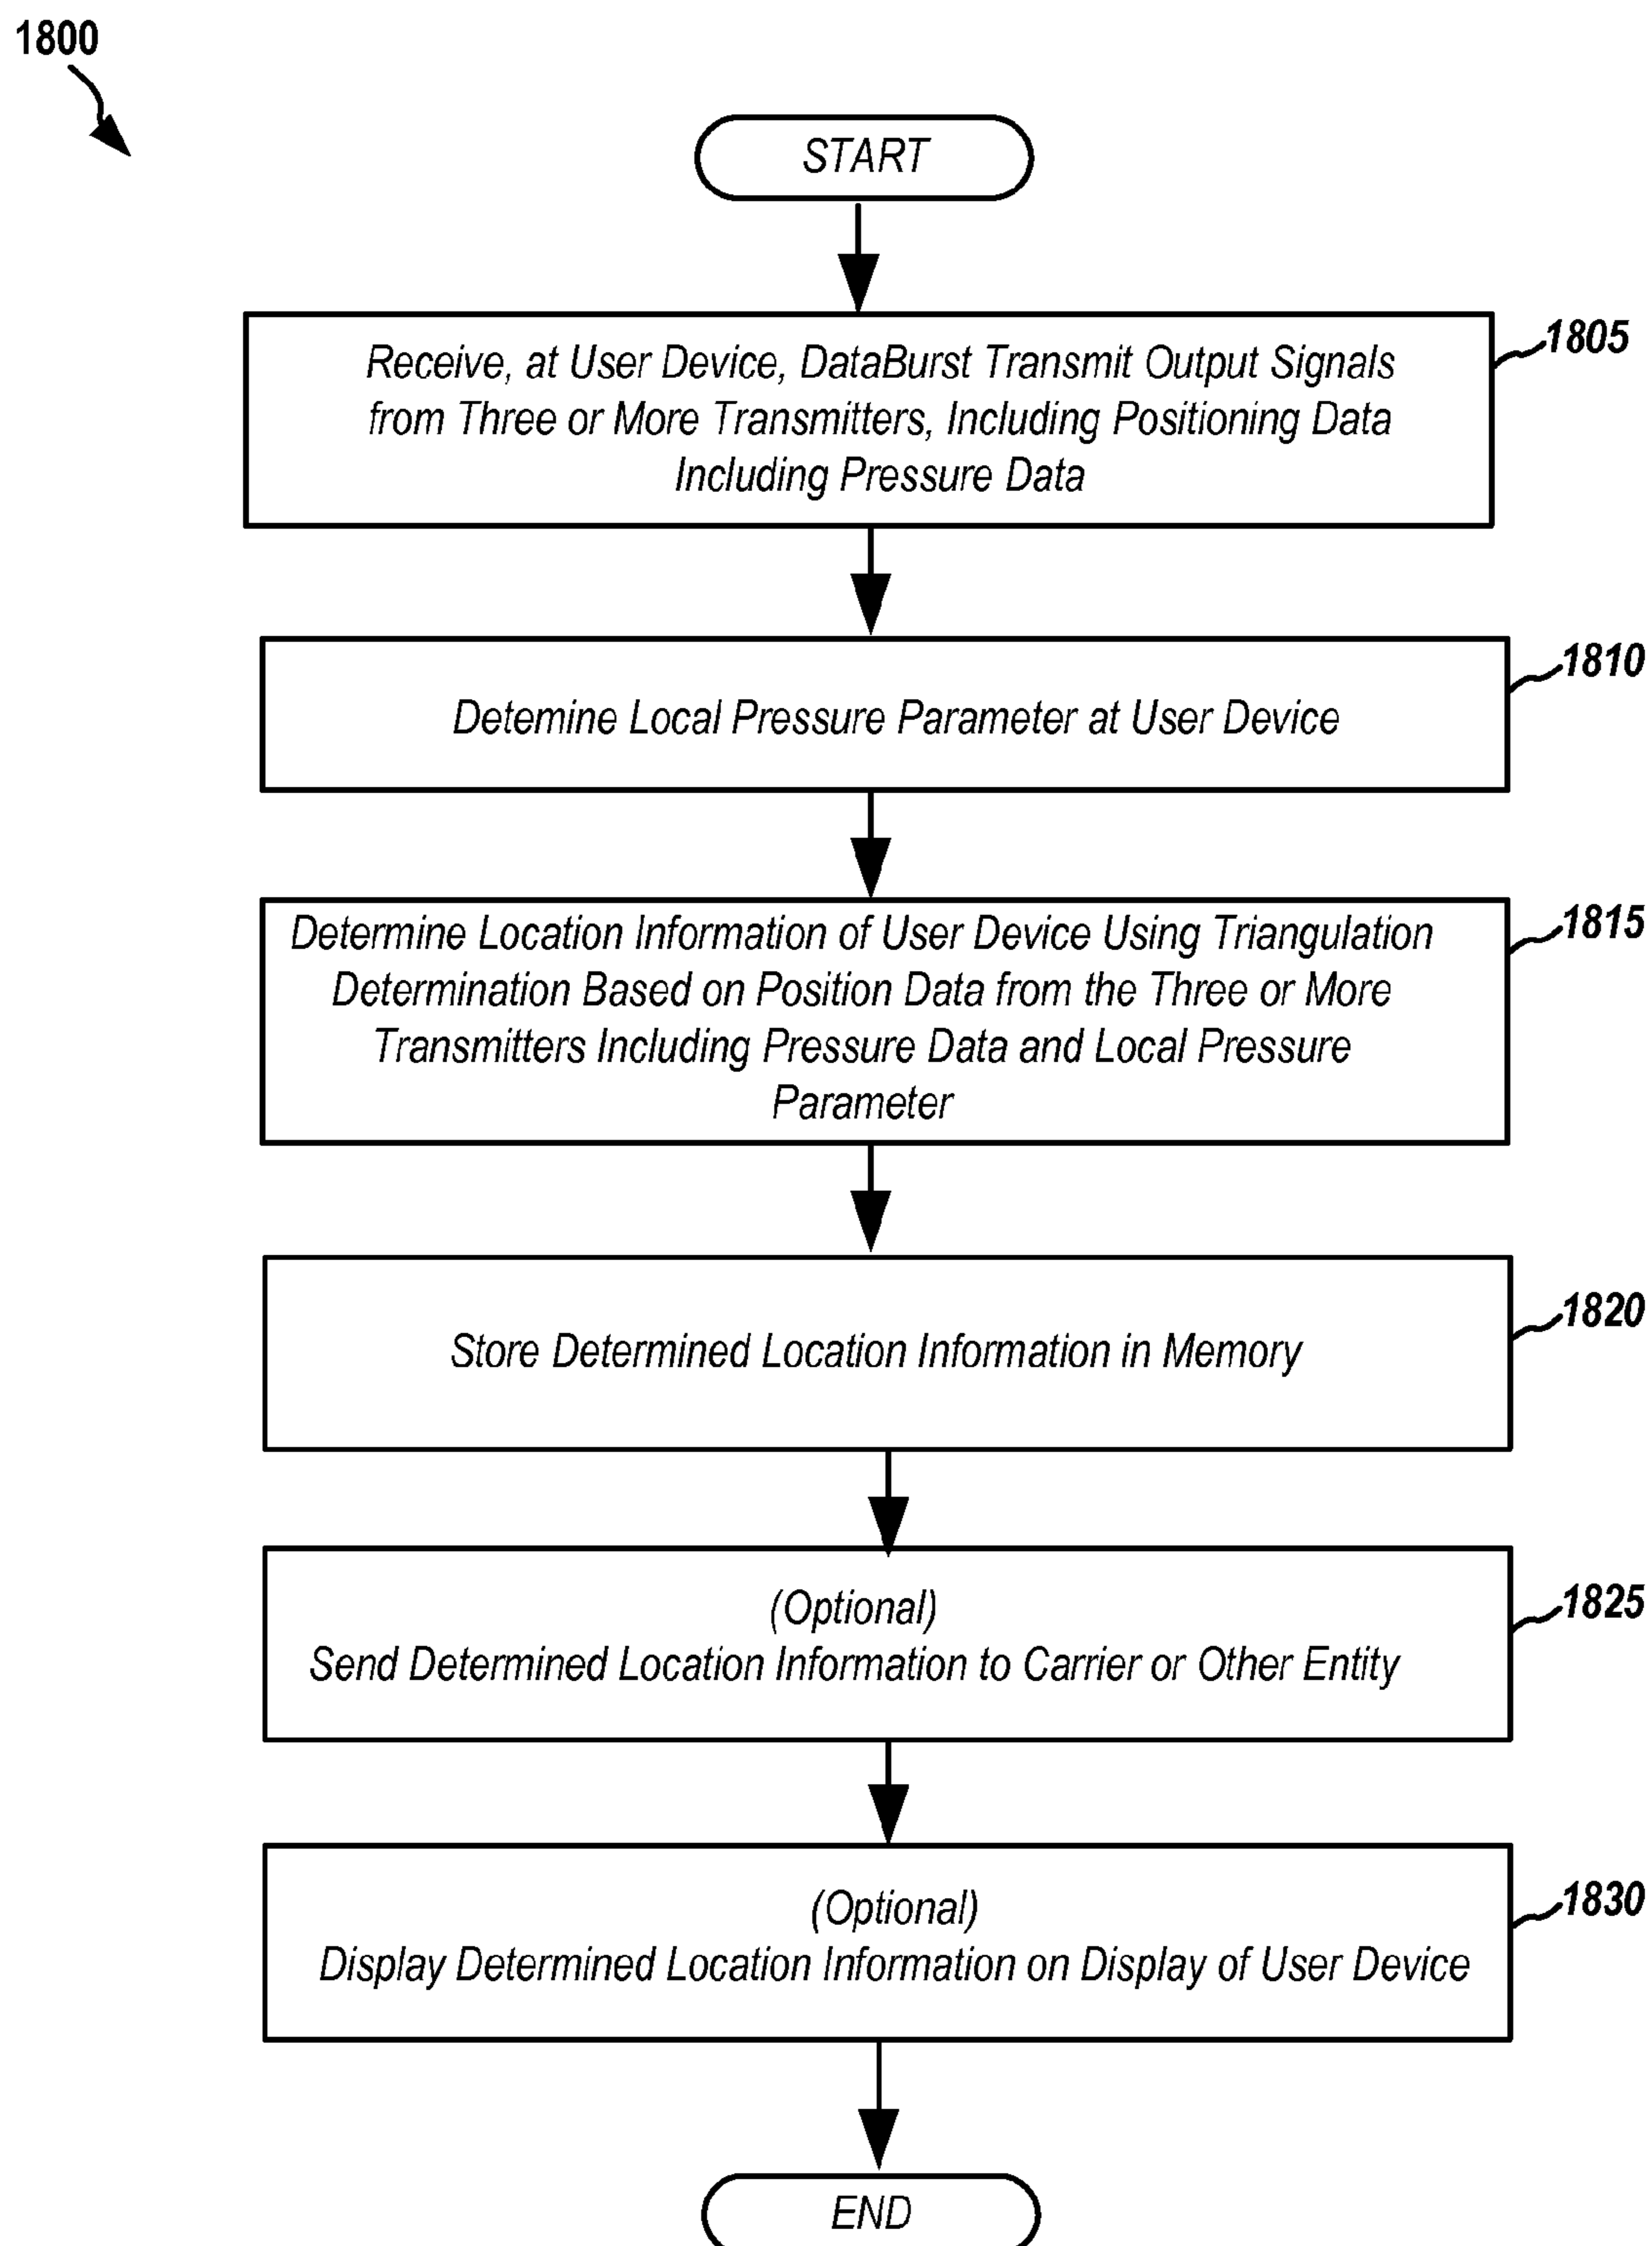 1800
START
Receive, at User Device, DataBurst Transmit Output Signals
from Three or More Transmitters, Including Positioning Data
Including Pressure Data
1805
Detemine Local Pressure Parameter at User Device
1810
Determine Location Information of User Device Using Triangulation
Determination Based on Position Data from the Three or More
Transmitters Including Pressure Data and Local Pressure
Parameter
1815
Store Determined Location Information in Memory
1820
(Optional)
Send Determined Location Information to Carrier or Other Entity
1825
(Optional)
Display Determined Location Information on Display of User Device
1830
END